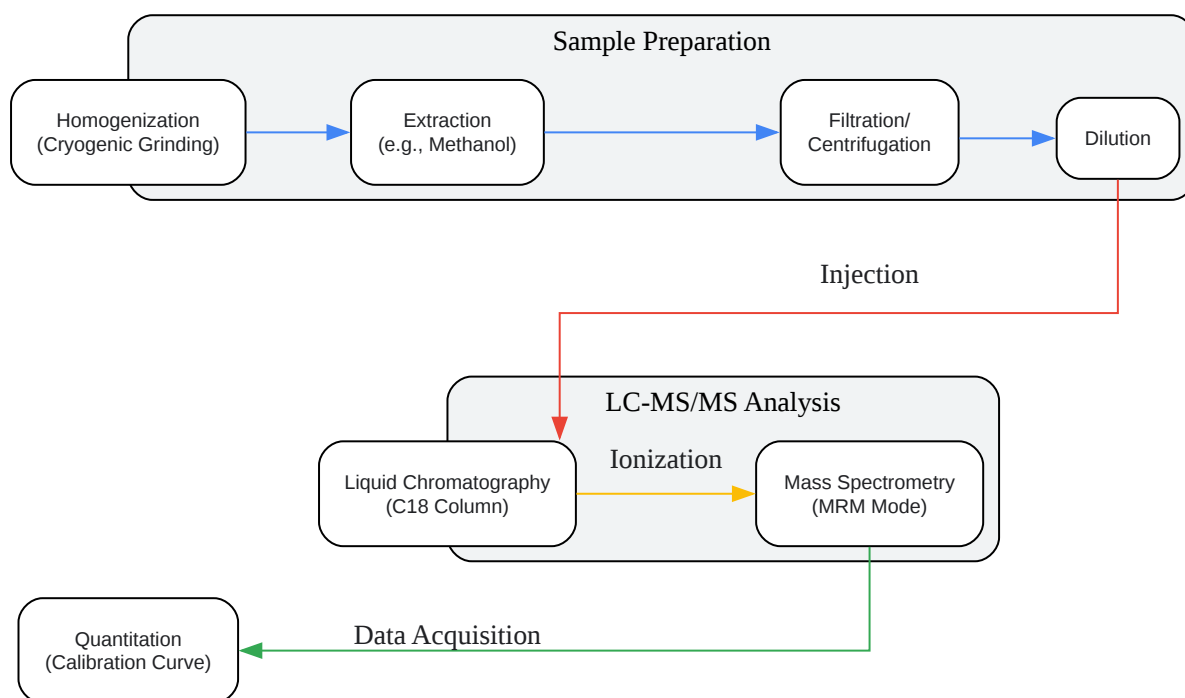 Sample Preparation
Homogenization
(Cryogenic Grinding)
Extraction
(e.g., Methanol)
Filtration/
Centrifugation
Dilution
Injection
LC-MS/MS Analysis
Liquid Chromatography
(C18 Column)
Ionization
Mass Spectrometry
(MRM Mode)
Data Acquisition
Quantitation
(Calibration Curve)